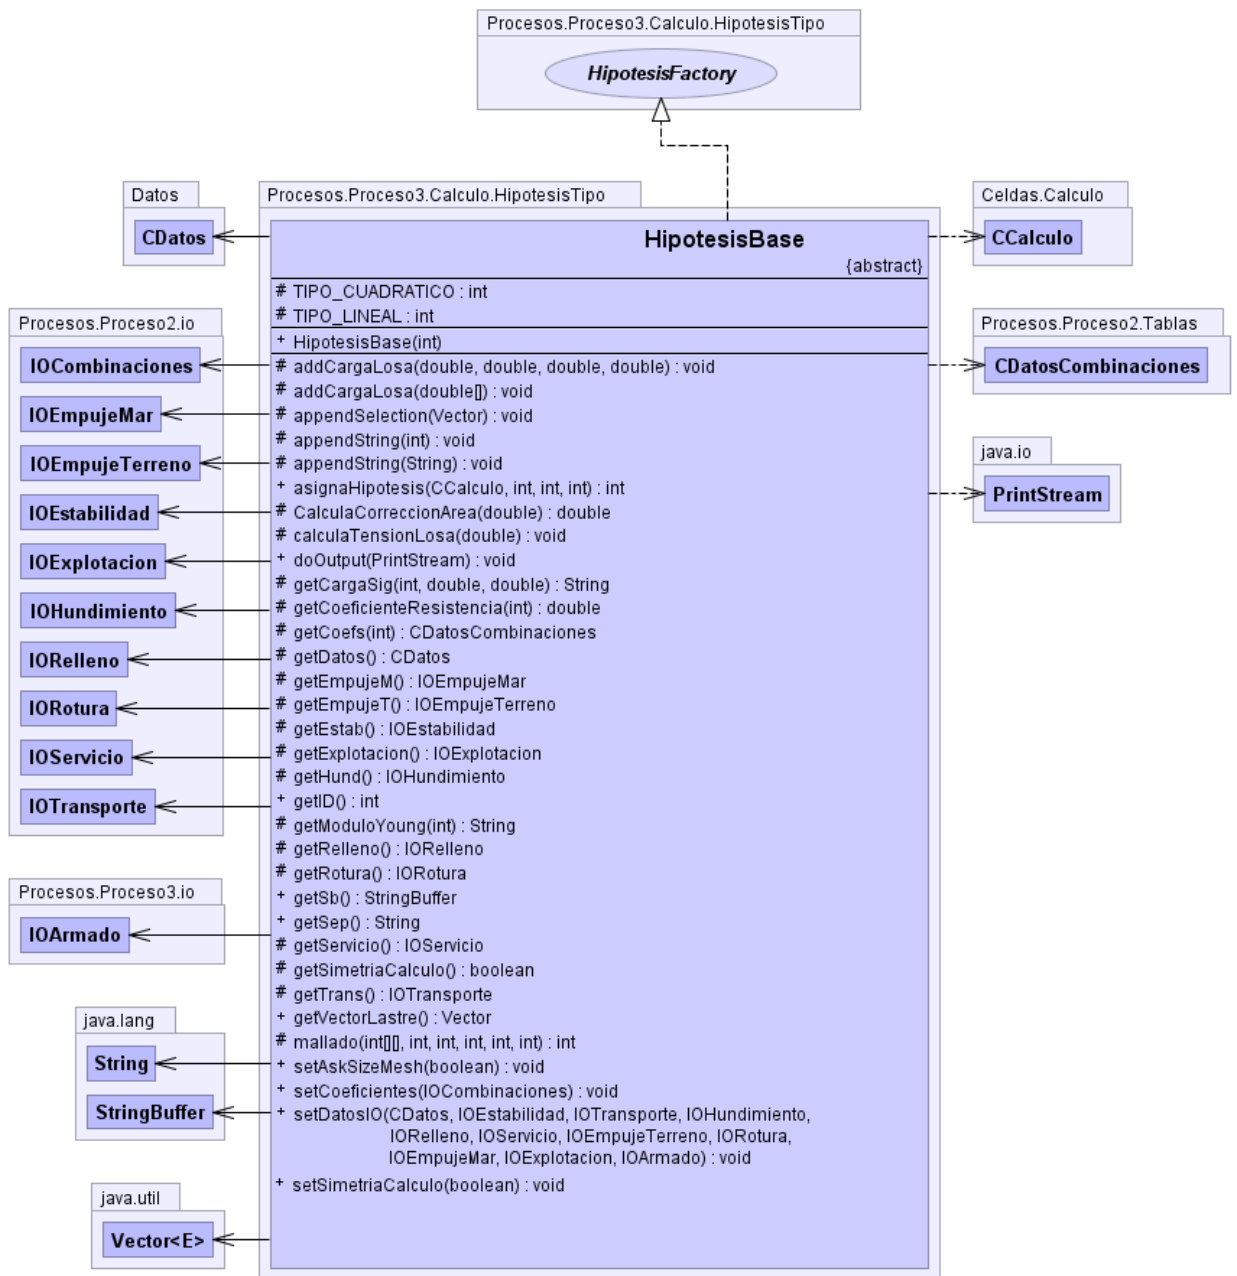 Procesos.Proceso3.Calculo.HipotesisTipo
HipotesisFactory
Datos
CDatos
Procesos.Proceso2.io
IOCombinaciones
IOEmpujeMar
IOEmpujeTerreno
IOEstabilidad
IOExplotacion
IOHundimiento
IORelleno
IORotura
IOServicio
IOTransporte
Procesos.Proceso3.io
IOArmado
java.lang
String
StringBuffer
java.util
Vector<E>
Procesos.Proceso3.Calculo.HipotesisTipo
HipotesisBase
{abstract}
# TIPO_CUADRATICO : int
# TIPO_LINEAL : int
+ HipotesisBase(int)
# addCargaLosa(double, double, double, double) : void
# addCargaLosa(double[]) : void
# appendSelection(Vector) : void
# appendString(int) : void
# appendString(String) : void
+ asignaHipotesis(CCalculo, int, int, int) : int
# CalculaCorreccionArea(double) : double
# calculaTensionLosa(double) : void
+ doOutput(PrintStream) : void
# getCargaSig(int, double, double) : String
# getCoeficienteResistencia(int) : double
# getCoefs(int) : CDatosCombinaciones
# getDatos() : CDatos
# getEmpujeM() : IOEmpujeMar
# getEmpujeT() : IOEmpujeTerreno
# getEstab() : IOEstabilidad
# getExplotacion() : IOExplotacion
# getHund() : IOHundimiento
+ getID() : int
# getModuloYoung(int) : String
# getRelleno() : IORelleno
# getRotura() : IORotura
+ getSb() : StringBuffer
+ getSep() : String
# getServicio() : IOServicio
# getSimetriaCalculo() : boolean
# getTrans() : IOTransporte
+ getVectorLastre() : Vector
# mallado(int[][], int, int, int, int, int) : int
+ setAskSizeMesh(boolean) : void
+ setCoeficientes(IOCombinaciones) : void
+ setDatosIO(CDatos, IOEstabilidad, IOTransporte, IOHundimiento,
IORelleno, IOServicio, IOEmpujeTerreno, IORotura,
IOEmpujeMar, IOExplotacion, IOArmado) : void
+ setSimetriaCalculo(boolean) : void
Celdas.Calculo
CCalculo
Procesos.Proceso2.Tablas
CDatosCombinaciones
java.io
PrintStream